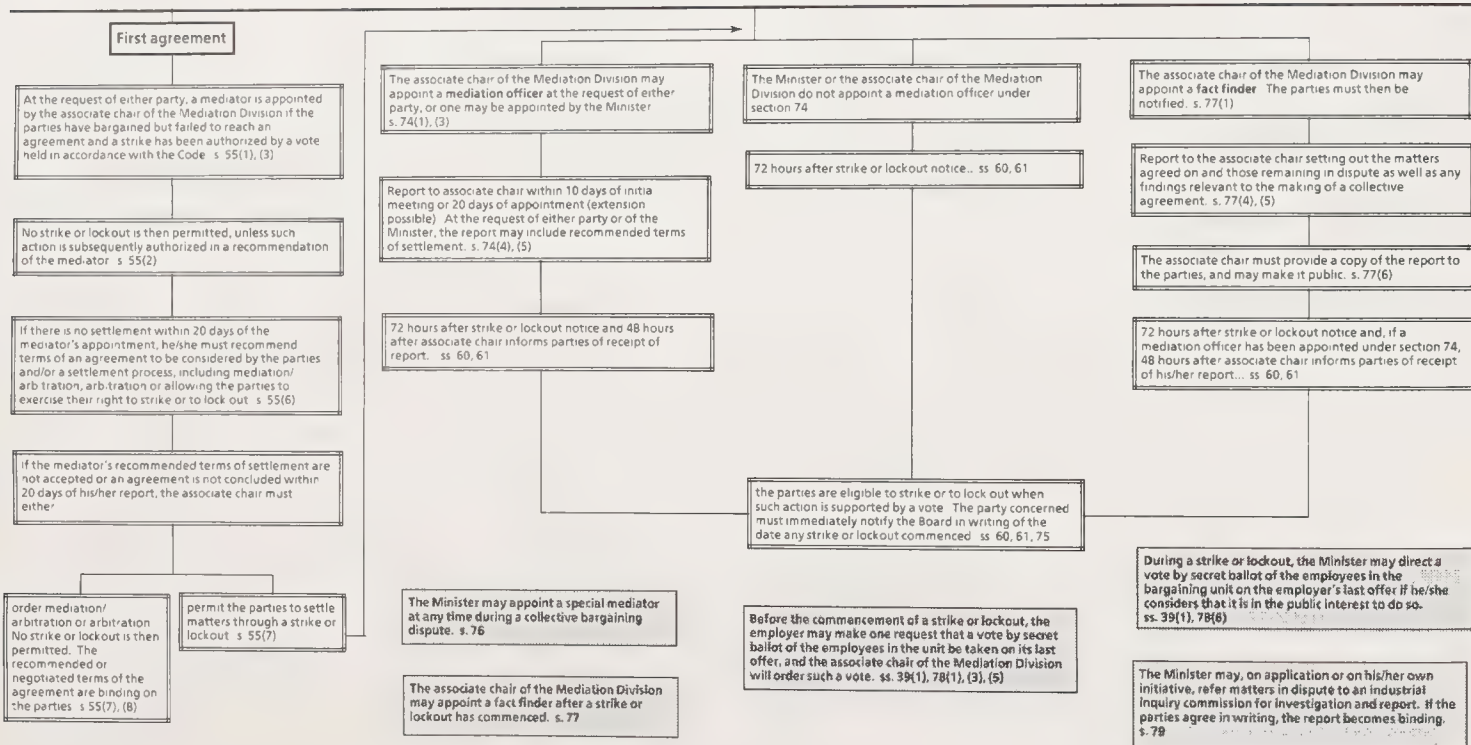 First agreement
At the request of either party, a mediator is appointed
by the associate chair of the Mediation Division if the
parties have bargained but failed to reach an
agreement and a strike has been authorized by a vote
held in accordance with the Code s 55(1), (3)
No strike or lockout is then permitted, unless such
action is subsequently authorized in a recommendation
of the mediator s 55(2)
If there is no settlement within 20 days of the
mediator's appointment, he/she must recommend
terms of an agreement to be considered by the parties
and/or a settlement process, including mediation/
arb tration, arb.tration or allowing the parties to
exercise their right to strike or to lock out s 55(6)
If the mediator's recommended terms of settlement are
not accepted or an agreement is not concluded within
20 days of his/her report, the associate chair must
either
order mediation/
arbitration or arbitration
No strike or lockout is then
permitted. The
recommended or
negotiated terms of the
agreement are binding on
the parties s 55(7), (8)
permit the parties to settle
matters through a strike or
lockout s 55(7)
The associate chair of the Mediation Division may
appoint a mediation officer at the request of either
party, or one may be appointed by the Minister
s. 74(1), (3)
Report to associate chair within 10 days of initia
meeting or 20 days of appointment (extension
possible) At the request of either party or of the
Minister, the report may include recommended terms
of settlement. s. 74(4), (5)
72 hours after strike or lockout notice and 48 hours
after associate chair informs parties of receipt of
report. ss 60, 61
The Minister or the associate chair of the Mediation
Division do not appoint a mediation officer under
section 74
72 hours after strike or lockout notice.. ss 60, 61
The associate chair of the Mediation Division may
appoint a fact finder The parties must then be
notified. s. 77(1)
Report to the associate chair setting out the matters
agreed on and those remaining in dispute as well as any
findings relevant to the making of a collective
agreement. s. 77(4), (5)
The associate chair must provide a copy of the report to
the parties, and may make it public. s. 77(6)
72 hours after strike or lockout notice and, if a
mediation officer has been appointed under section 74,
48 hours after associate chair informs parties of receipt
of his/her report... ss 60, 61
the parties are eligible to strike or to lock out when
such action is supported by a vote The party concerned
must immediately notify the Board in writing of the
date any strike or lockout commenced ss 60, 61, 75
The Minister may appoint a special mediator
at any time during a collective bargaining
dispute. s. 76
The associate chair of the Mediation Division
may appoint a fact finder after a strike or
lockout has commenced. s. 77
Before the commencement of a strike or lockout, the
employer may make one request that a vote by secret
ballot of the employees in the unit be taken on its last
offer, and the associate chair of the Mediation Division
will order such a vote. ss. 39(1), 78(1), (3), (5)
During a strike or lockout, the Minister may direct a
vote by secret ballot of the employees in the
bargaining unit on the employer's last offer if he/she
considers that it is in the public interest to do so.
ss. 39(1), 78(6)
The Minister may, on application or on his/her own
initiative, refer matters in dispute to an industrial
inquiry commission for investigation and report. If the
parties agree in writing, the report becomes binding.
s. 79